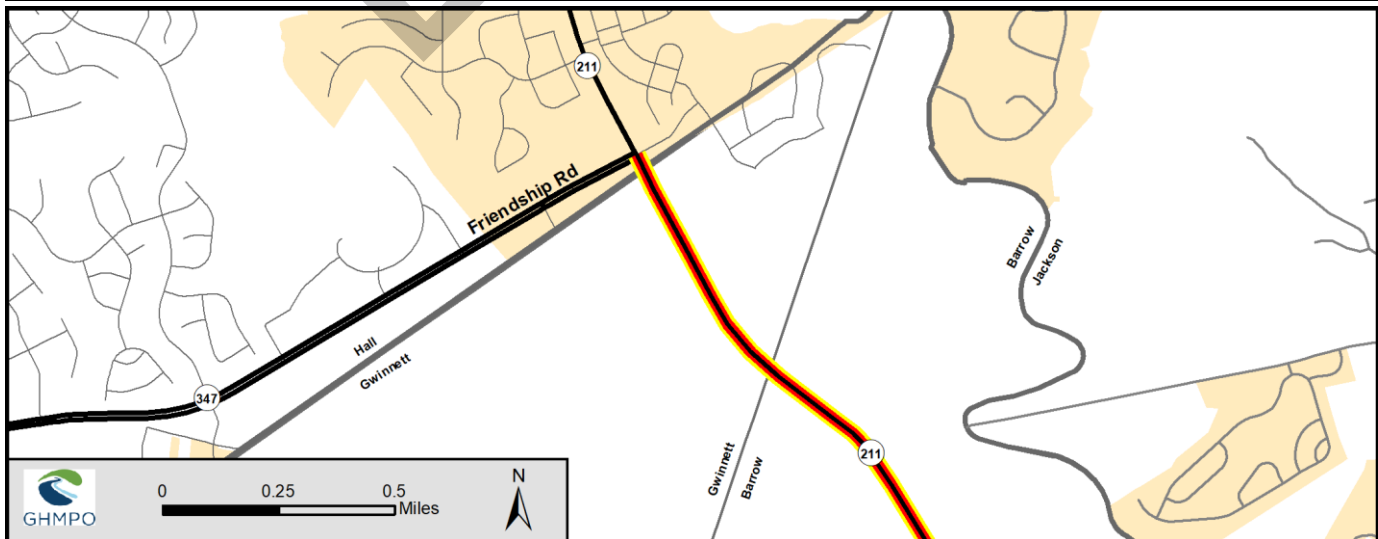 211
Friendship Rd
Barrow
Jackson
Hall
Gwinnett
347
Gwinnett
Barrow
211
GHMPO
0 0.25 0.5
Miles
N